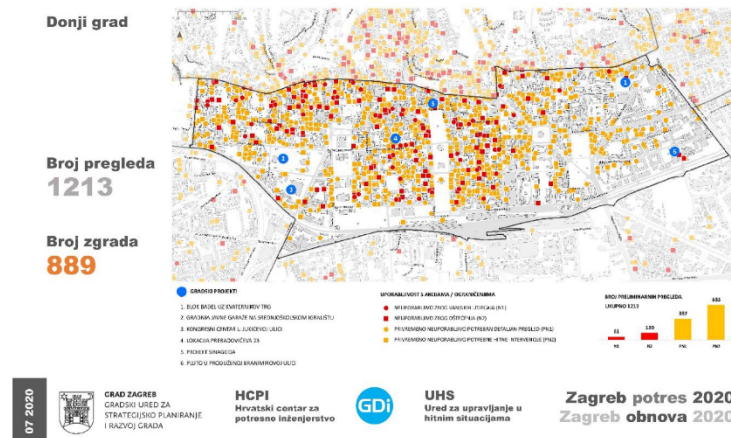 Donji grad
Broj pregleda
1213
Broj zgrada
889
GRADSKI PROJEKTI
1. BLOK BADEL UZ KVATERNIKOV TRG
2. GRADNJA JAVNE GARAŽE NA SREDNJOŠKOLSKOM IGRALIŠTU
3. KONGRESNI CENTAR U JUKIĆEVOJ ULICI
4. LOKACIJA PRERADOVIĆEVA 2A
5. PROJEKT SINAGOGA
6. PLATO U PRODUŽENOJ BRANIMIROVOJ ULICI
UPORABLJIVOST S MJERAMA / OGRANIČENJIMA
NEUPORABLJIVO ZBOG VANJSKIH UTJECAJA (N1)
NEUPORABLJIVO ZBOG OŠTEĆENJA (N2)
PRIVREMENO NEUPORABLJIVO POTREBAN DETALJAN PREGLED (PN1)
PRIVREMENO NEUPORABLJIVO POTREBNE HITNE INTERVENCIJE (PN2)
BROJ PRELIMINARNIH PREGLEDA
UKUPNO 1213
N1
N2
PN1
PN2
07 2020
GRAD ZAGREB
GRADSKI URED ZA
STRATEGIJSKO PLANIRANJE
I RAZVOJ GRADA
HCPI
Hrvatski centar za
potresno inženjerstvo
GDi
UHS
Ured za upravljanje u
hitnim situacijama
Zagreb potres 2020
Zagreb obnova 2020